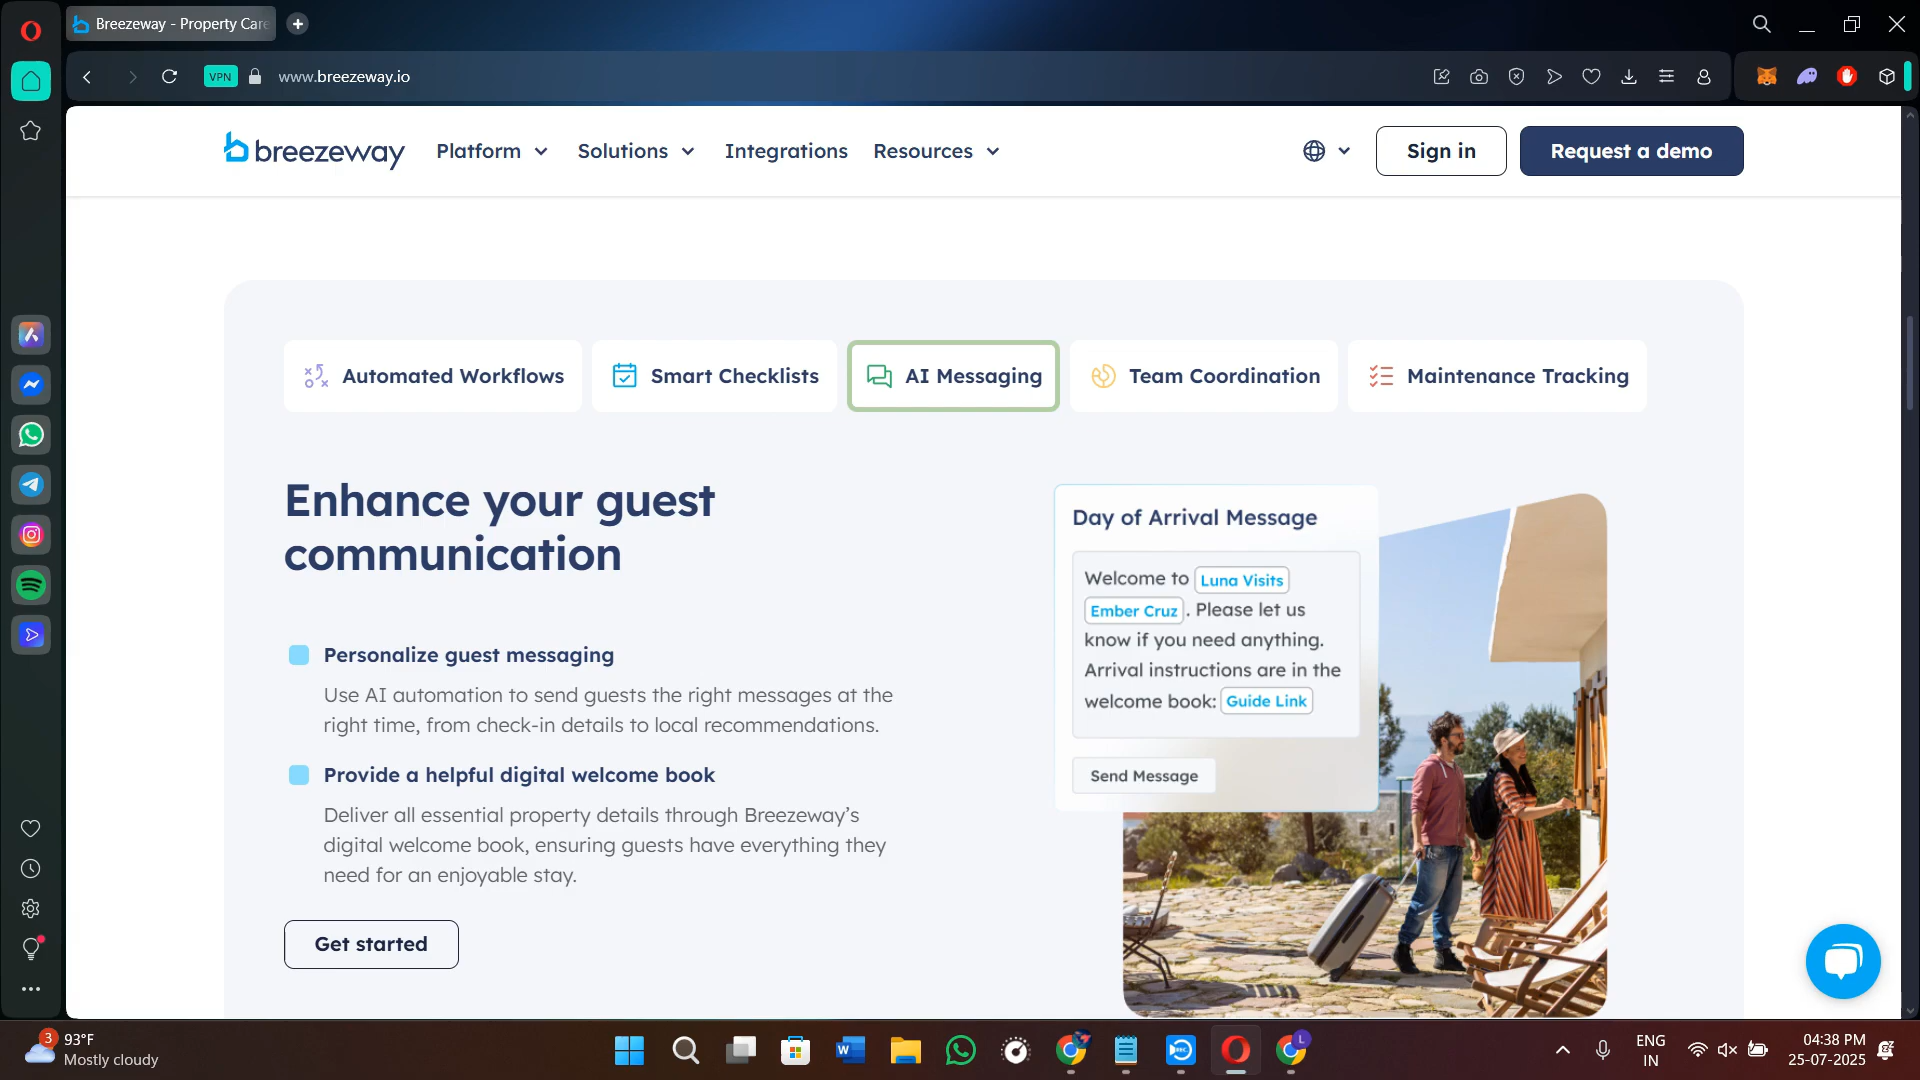 Breezeway - Property Care
VPN
www.breezeway.io
breezeway
Platform
Solutions
Integrations
Resources
Sign in
Request a demo
Automated Workflows
Smart Checklists
AI Messaging
Team Coordination
Maintenance Tracking
Enhance your guest
communication
Personalize guest messaging
Use AI automation to send guests the right messages at the
right time, from check-in details to local recommendations.
Provide a helpful digital welcome book
Deliver all essential property details through Breezeway’s
digital welcome book, ensuring guests have everything they
need for an enjoyable stay.
Get started
Day of Arrival Message
Welcome to Luna Visits
Ember Cruz. Please let us
know if you need anything.
Arrival instructions are in the
welcome book: Guide Link
Send Message
3
93°F
Mostly cloudy
W
L
ENG
IN
04:38 PM
25-07-2025